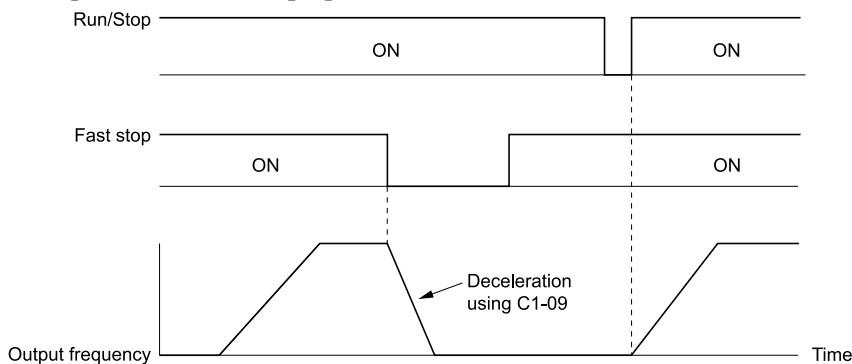 Run/Stop
ON
ON
Fast stop
ON
ON
Deceleration
using C1-09
Output frequency
Time